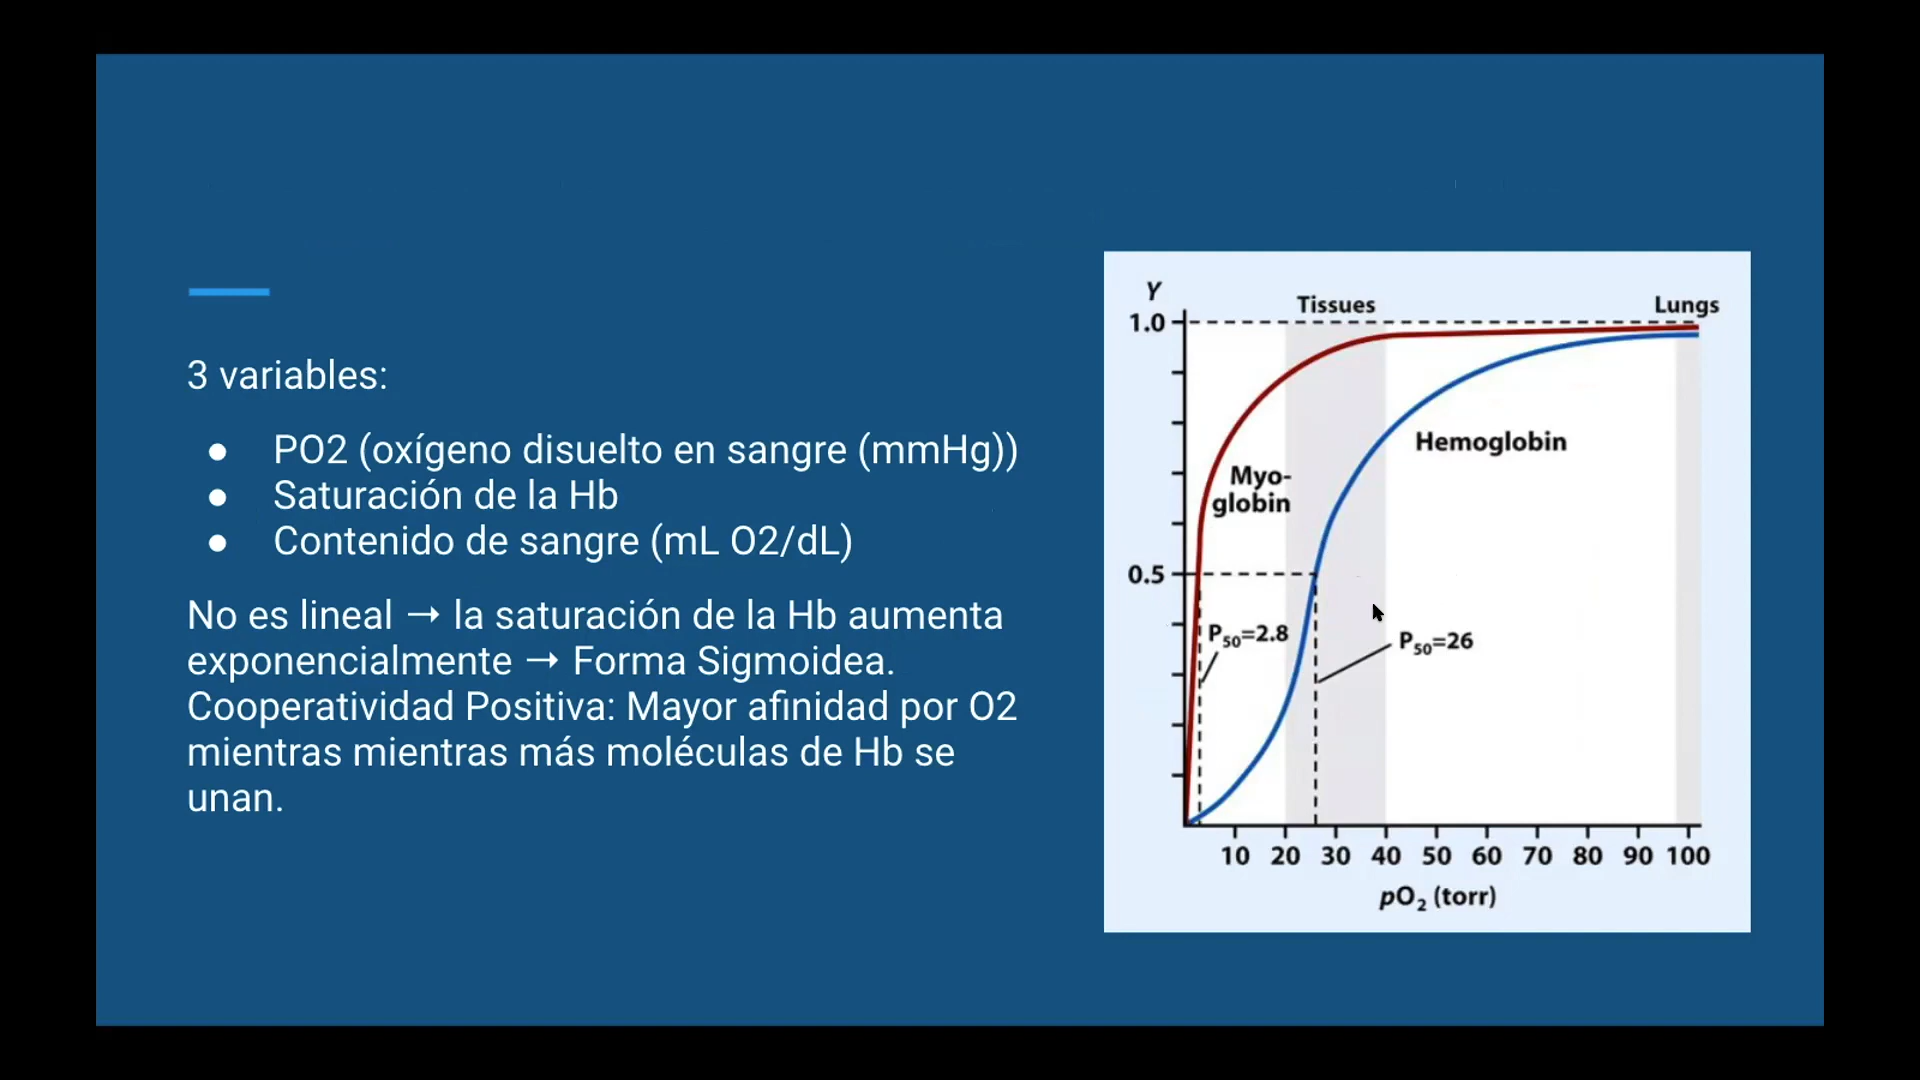 3 variables:
● PO2 (oxígeno disuelto en sangre (mmHg))
● Saturación de la Hb
● Contenido de sangre (mL O2/dL)
No es lineal → la saturación de la Hb aumenta
exponencialmente → Forma Sigmoidea.
Cooperatividad Positiva: Mayor afinidad por O2
mientras mientras más moléculas de Hb se
unan.
Y
Tissues
Lungs
1.0
Hemoglobin
Myo-
globin
0.5
P50=2.8
P50=26
10 20 30 40 50 60 70 80 90 100
pO2 (torr)